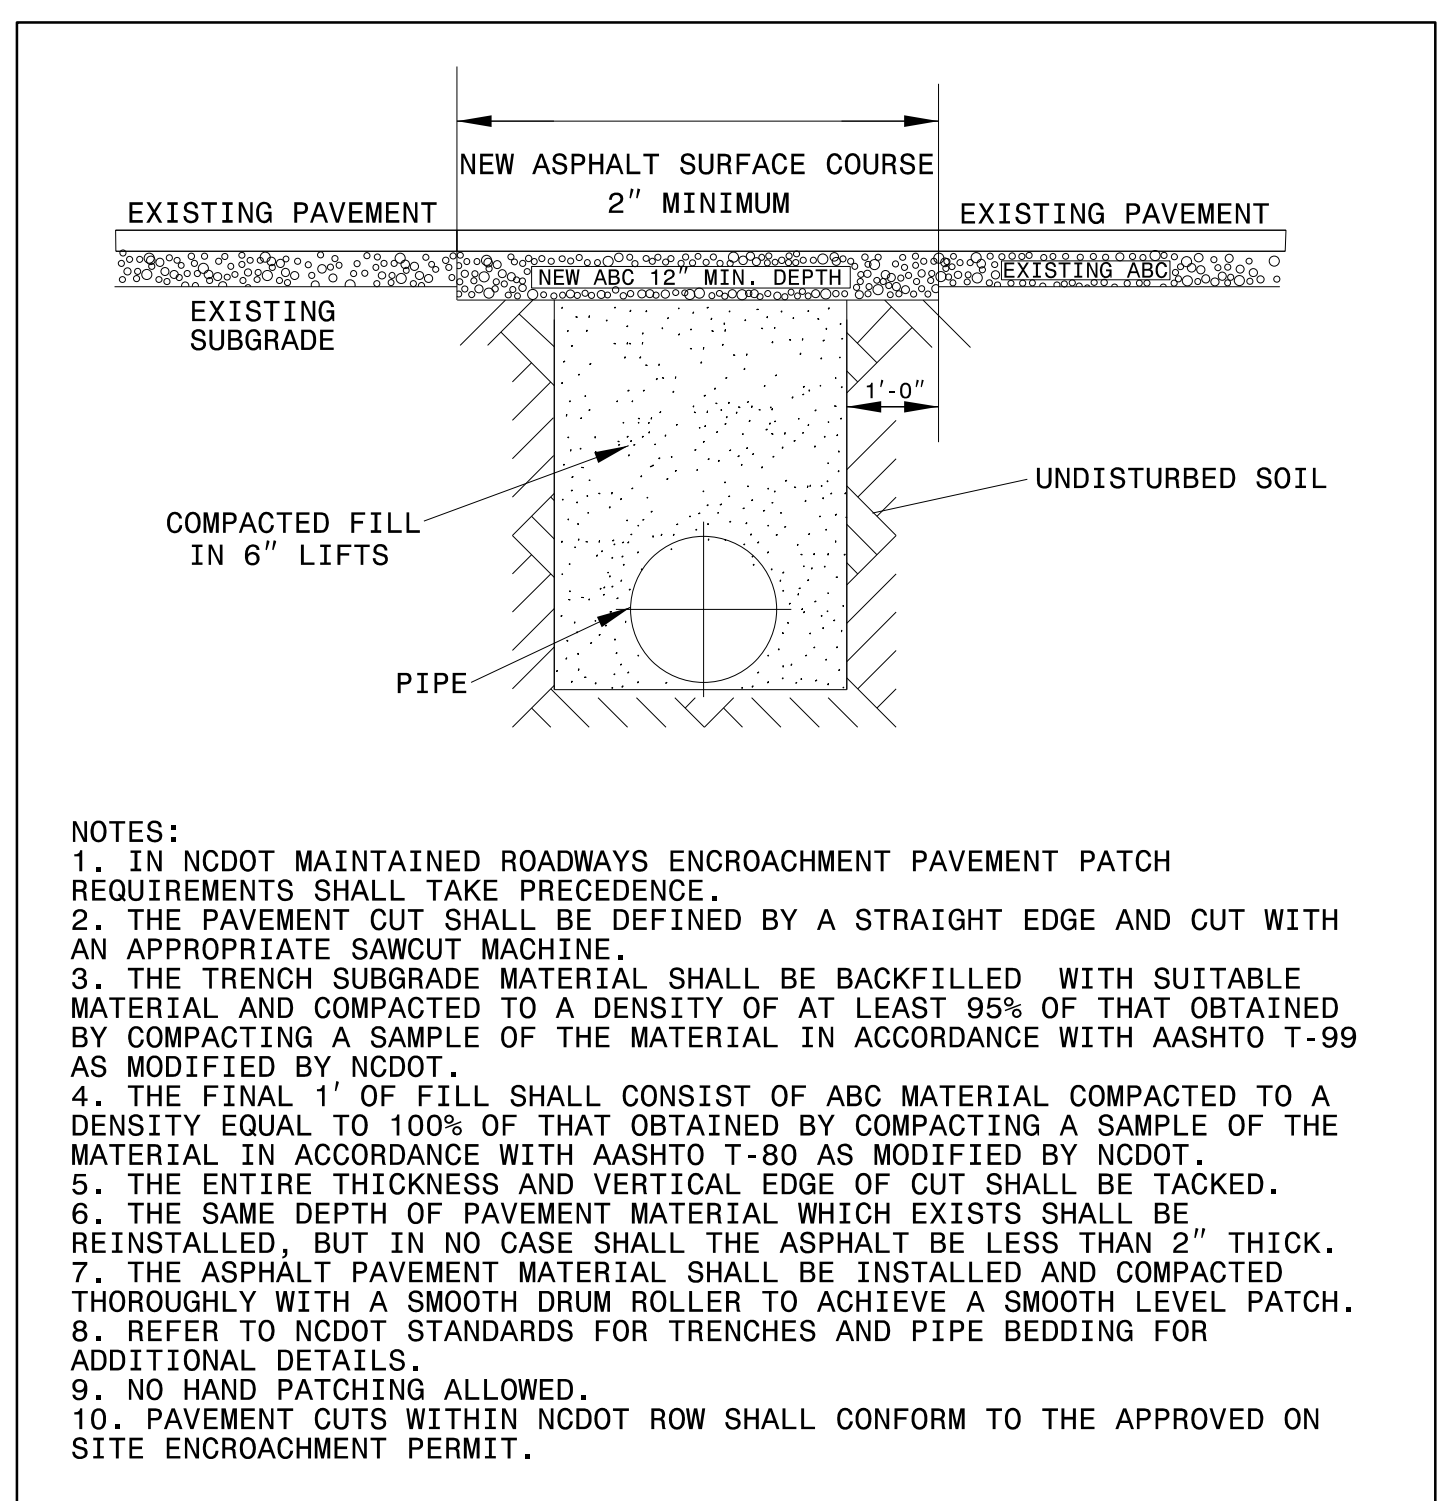 NEW ASPHALT SURFACE COURSE
2" MINIMUM
EXISTING PAVEMENT
EXISTING PAVEMENT
NEW ABC 12" MIN. DEPTH
EXISTING ABC
EXISTING
SUBGRADE
1'-0"
UNDISTURBED SOIL
COMPACTED FILL
IN 6" LIFTS
PIPE
NOTES:
1. IN NCDOT MAINTAINED ROADWAYS ENCROACHMENT PAVEMENT PATCH
REQUIREMENTS SHALL TAKE PRECEDENCE.
2. THE PAVEMENT CUT SHALL BE DEFINED BY A STRAIGHT EDGE AND CUT WITH
AN APPROPRIATE SAWCUT MACHINE.
3. THE TRENCH SUBGRADE MATERIAL SHALL BE BACKFILLED WITH SUITABLE
MATERIAL AND COMPACTED TO A DENSITY OF AT LEAST 95% OF THAT OBTAINED
BY COMPACTING A SAMPLE OF THE MATERIAL IN ACCORDANCE WITH AASHTO T-99
AS MODIFIED BY NCDOT.
4. THE FINAL 1' OF FILL SHALL CONSIST OF ABC MATERIAL COMPACTED TO A
DENSITY EQUAL TO 100% OF THAT OBTAINED BY COMPACTING A SAMPLE OF THE
MATERIAL IN ACCORDANCE WITH AASHTO T-80 AS MODIFIED BY NCDOT.
5. THE ENTIRE THICKNESS AND VERTICAL EDGE OF CUT SHALL BE TACKED.
6. THE SAME DEPTH OF PAVEMENT MATERIAL WHICH EXISTS SHALL BE
REINSTALLED, BUT IN NO CASE SHALL THE ASPHALT BE LESS THAN 2" THICK.
7. THE ASPHALT PAVEMENT MATERIAL SHALL BE INSTALLED AND COMPACTED
THOROUGHLY WITH A SMOOTH DRUM ROLLER TO ACHIEVE A SMOOTH LEVEL PATCH.
8. REFER TO NCDOT STANDARDS FOR TRENCHES AND PIPE BEDDING FOR
ADDITIONAL DETAILS.
9. NO HAND PATCHING ALLOWED.
10. PAVEMENT CUTS WITHIN NCDOT ROW SHALL CONFORM TO THE APPROVED ON
SITE ENCROACHMENT PERMIT.